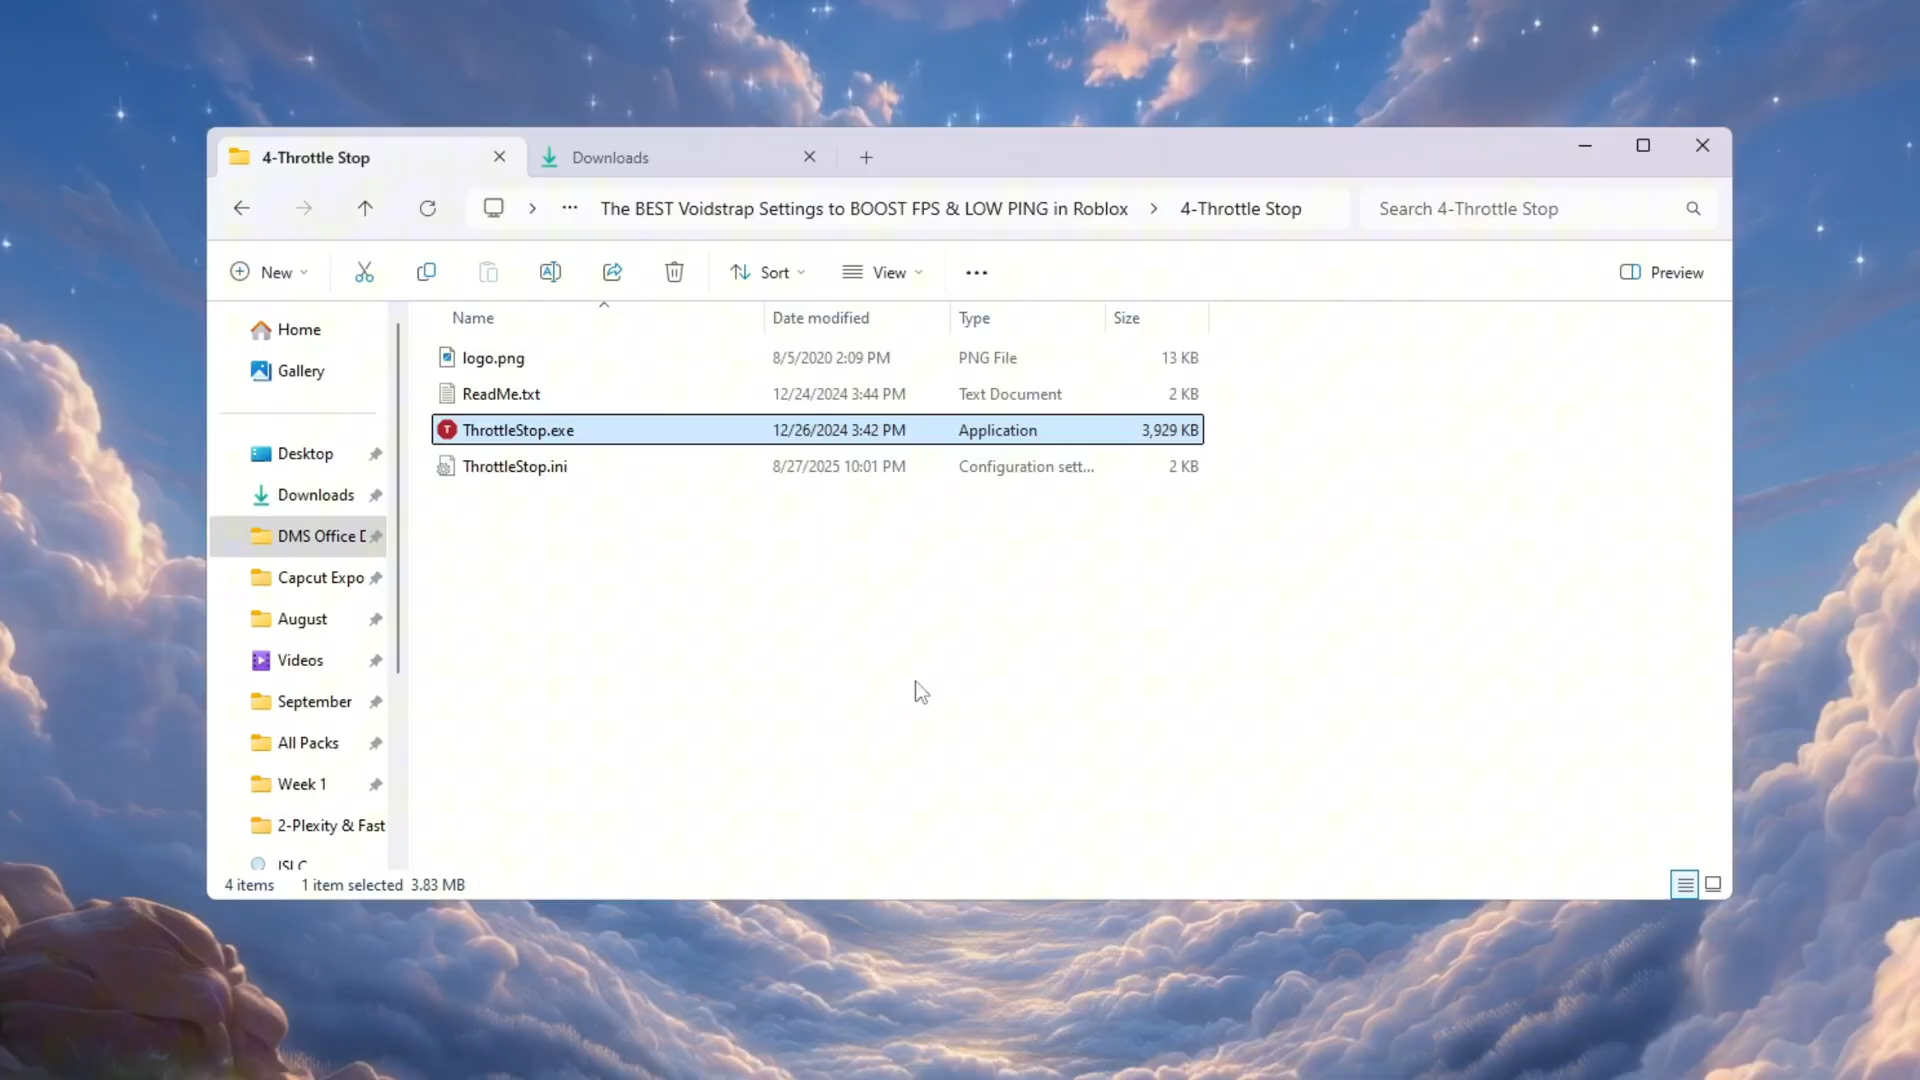 4-Throttle Stop
Downloads
The BEST Voidstrap Settings to BOOST FPS & LOW PING in Roblox > 4-Throttle Stop
Search 4-Throttle Stop
New
Sort
View
Preview
Name Date modified Type Size
logo.png 8/5/2020 2:09 PM PNG File 13 KB
ReadMe.txt 12/24/2024 3:44 PM Text Document 2 KB
T ThrottleStop.exe 12/26/2024 3:42 PM Application 3,929 KB
ThrottleStop.ini 8/27/2025 10:01 PM Configuration sett... 2 KB
Home
Gallery
Desktop
Downloads
DMS Office
Capcut Expo
August
Videos
September
All Packs
Week 1
2-Plexity & Fast
ISLC
4 items 1 item selected 3.83 MB